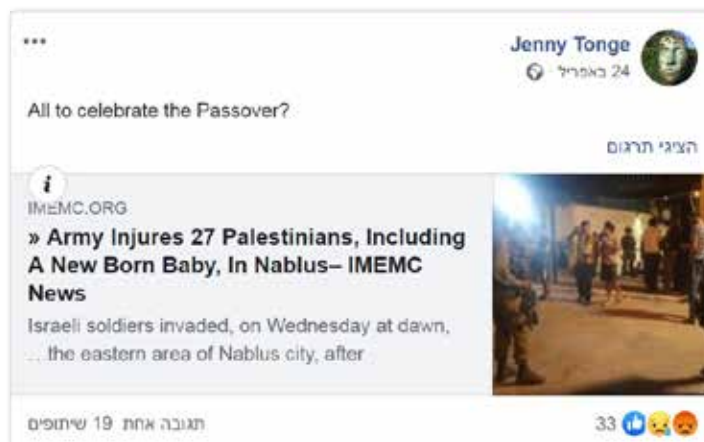 Jenny Tonge
24 באפריל
All to celebrate the Passover?
הציגי תרגום
IMEMC.ORG
» Army Injures 27 Palestinians, Including
A New Born Baby, In Nablus– IMEMC
News
Israeli soldiers invaded, on Wednesday at dawn,
...the eastern area of Nablus city, after
33
תגובה אחת 19 שיתופים